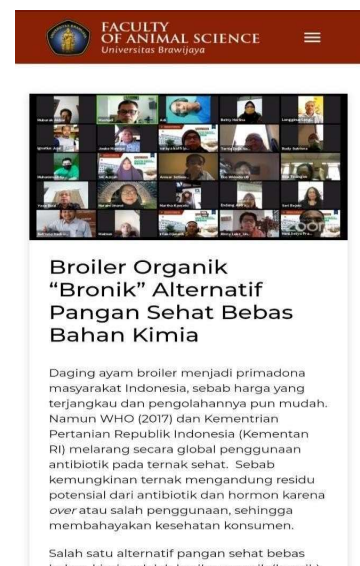 FACULTY
OF ANIMAL SCIENCE
Universitas Brawijaya
Broiler Organik
“Bronik” Alternatif
Pangan Sehat Bebas
Bahan Kimia
Daging ayam broiler menjadi primadona
masyarakat Indonesia, sebab harga yang
terjangkau dan pengolahannya pun mudah.
Namun WHO (2017) dan Kementrian
Pertanian Republik Indonesia (Kementan
RI) melarang secara global penggunaan
antibiotik pada ternak sehat. Sebab
kemungkinan ternak mengandung residu
potensial dari antibiotik dan hormon karena
over atau salah penggunaan, sehingga
membahayakan kesehatan konsumen.
Salah satu alternatif pangan sehat bebas